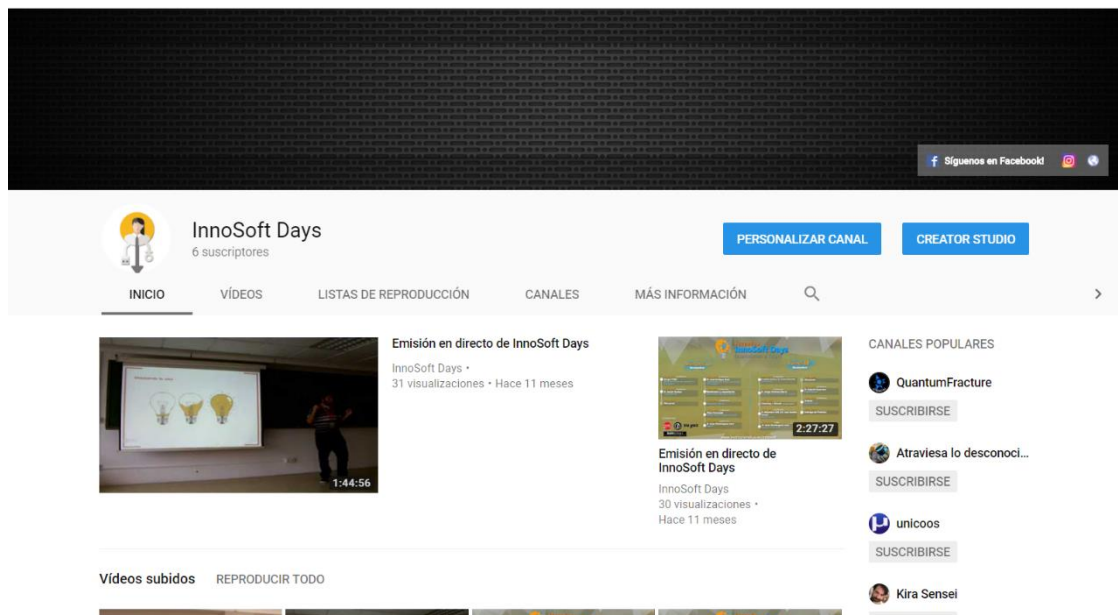 Síguenos en Facebook!
InnoSoft Days
6 suscriptores
PERSONALIZAR CANAL
CREATOR STUDIO
INICIO
VÍDEOS
LISTAS DE REPRODUCCIÓN
CANALES
MÁS INFORMACIÓN
1:44:56
Emisión en directo de InnoSoft Days
InnoSoft Days •
31 visualizaciones • Hace 11 meses
InnoSoft Days
2:27:27
Emisión en directo de
InnoSoft Days
InnoSoft Days
30 visualizaciones •
Hace 11 meses
CANALES POPULARES
QuantumFracture
SUSCRIBIRSE
Atraviesa lo desconoci...
SUSCRIBIRSE
unicoos
SUSCRIBIRSE
Kira Sensei
Vídeos subidos
REPRODUCIR TODO